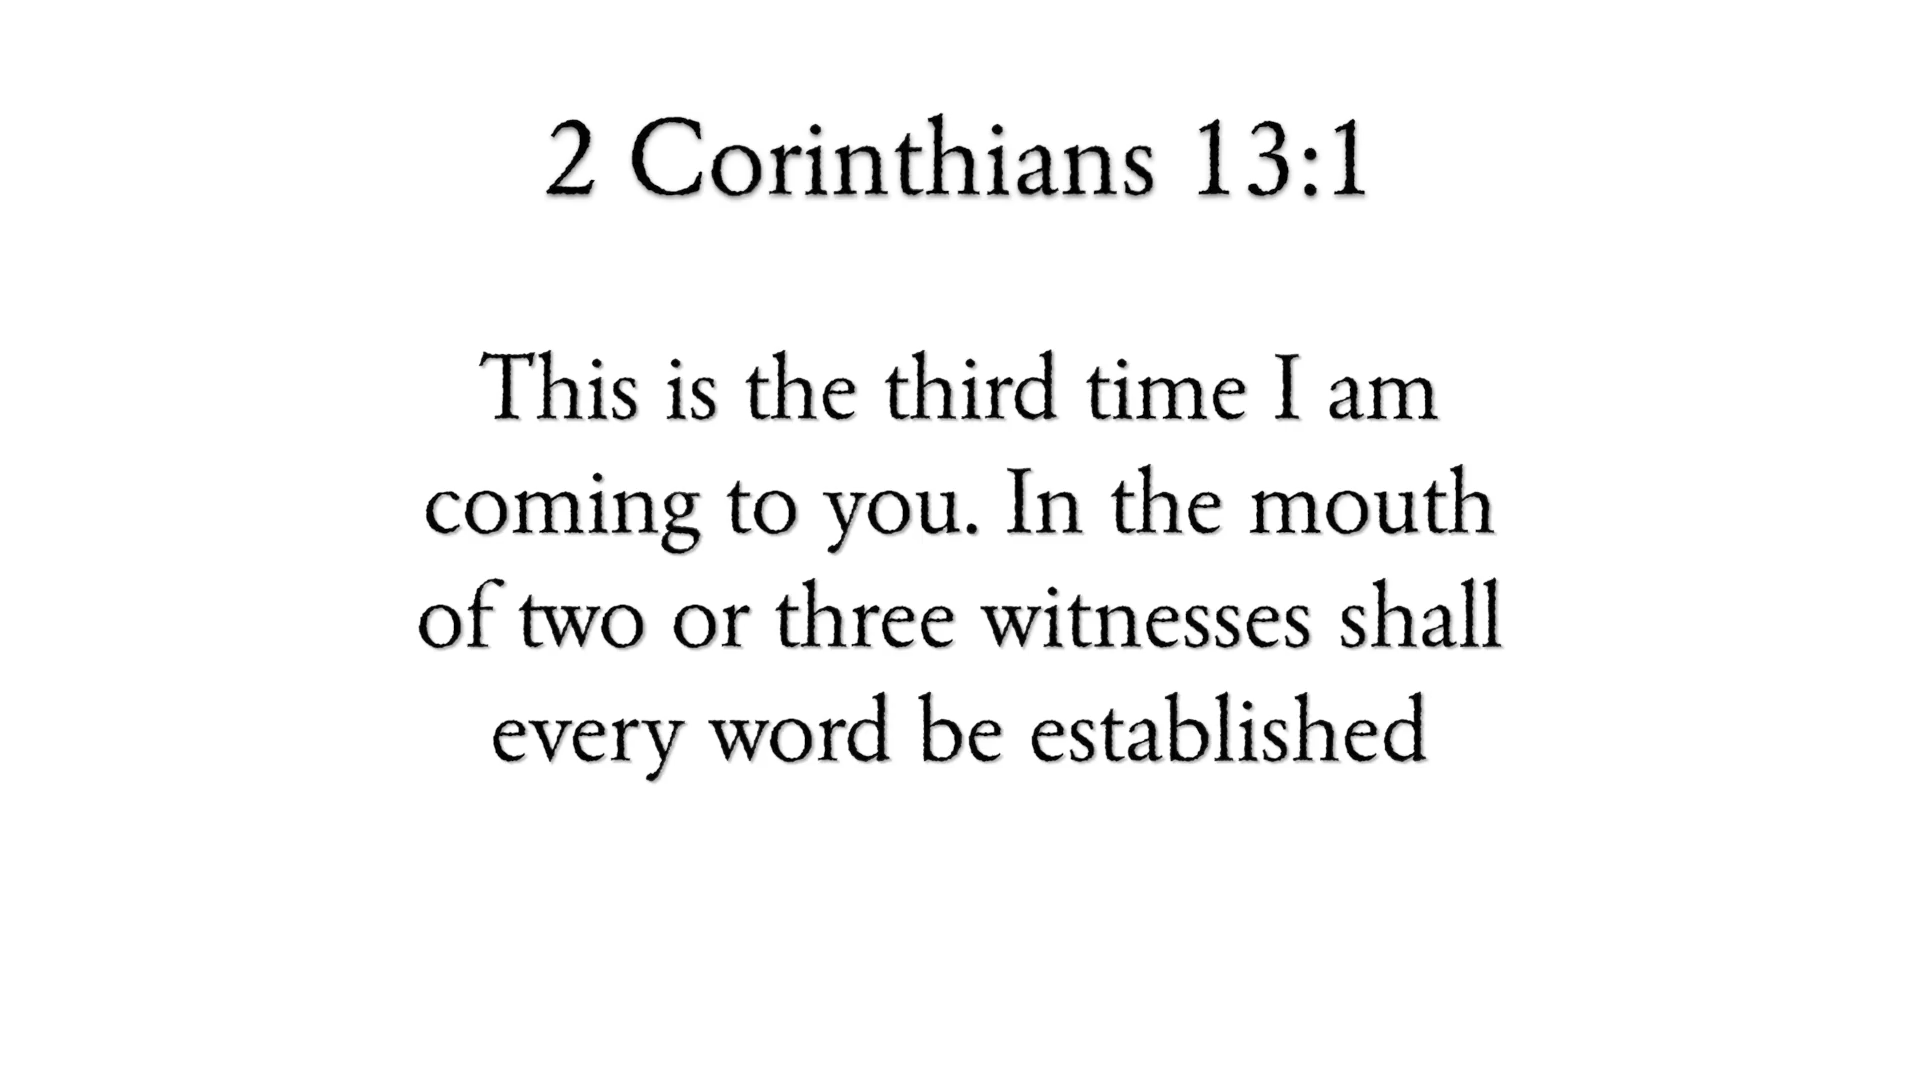 2 Corinthians 13:1
This is the third time I am
coming to you. In the mouth
of two or three witnesses shall
every word be established